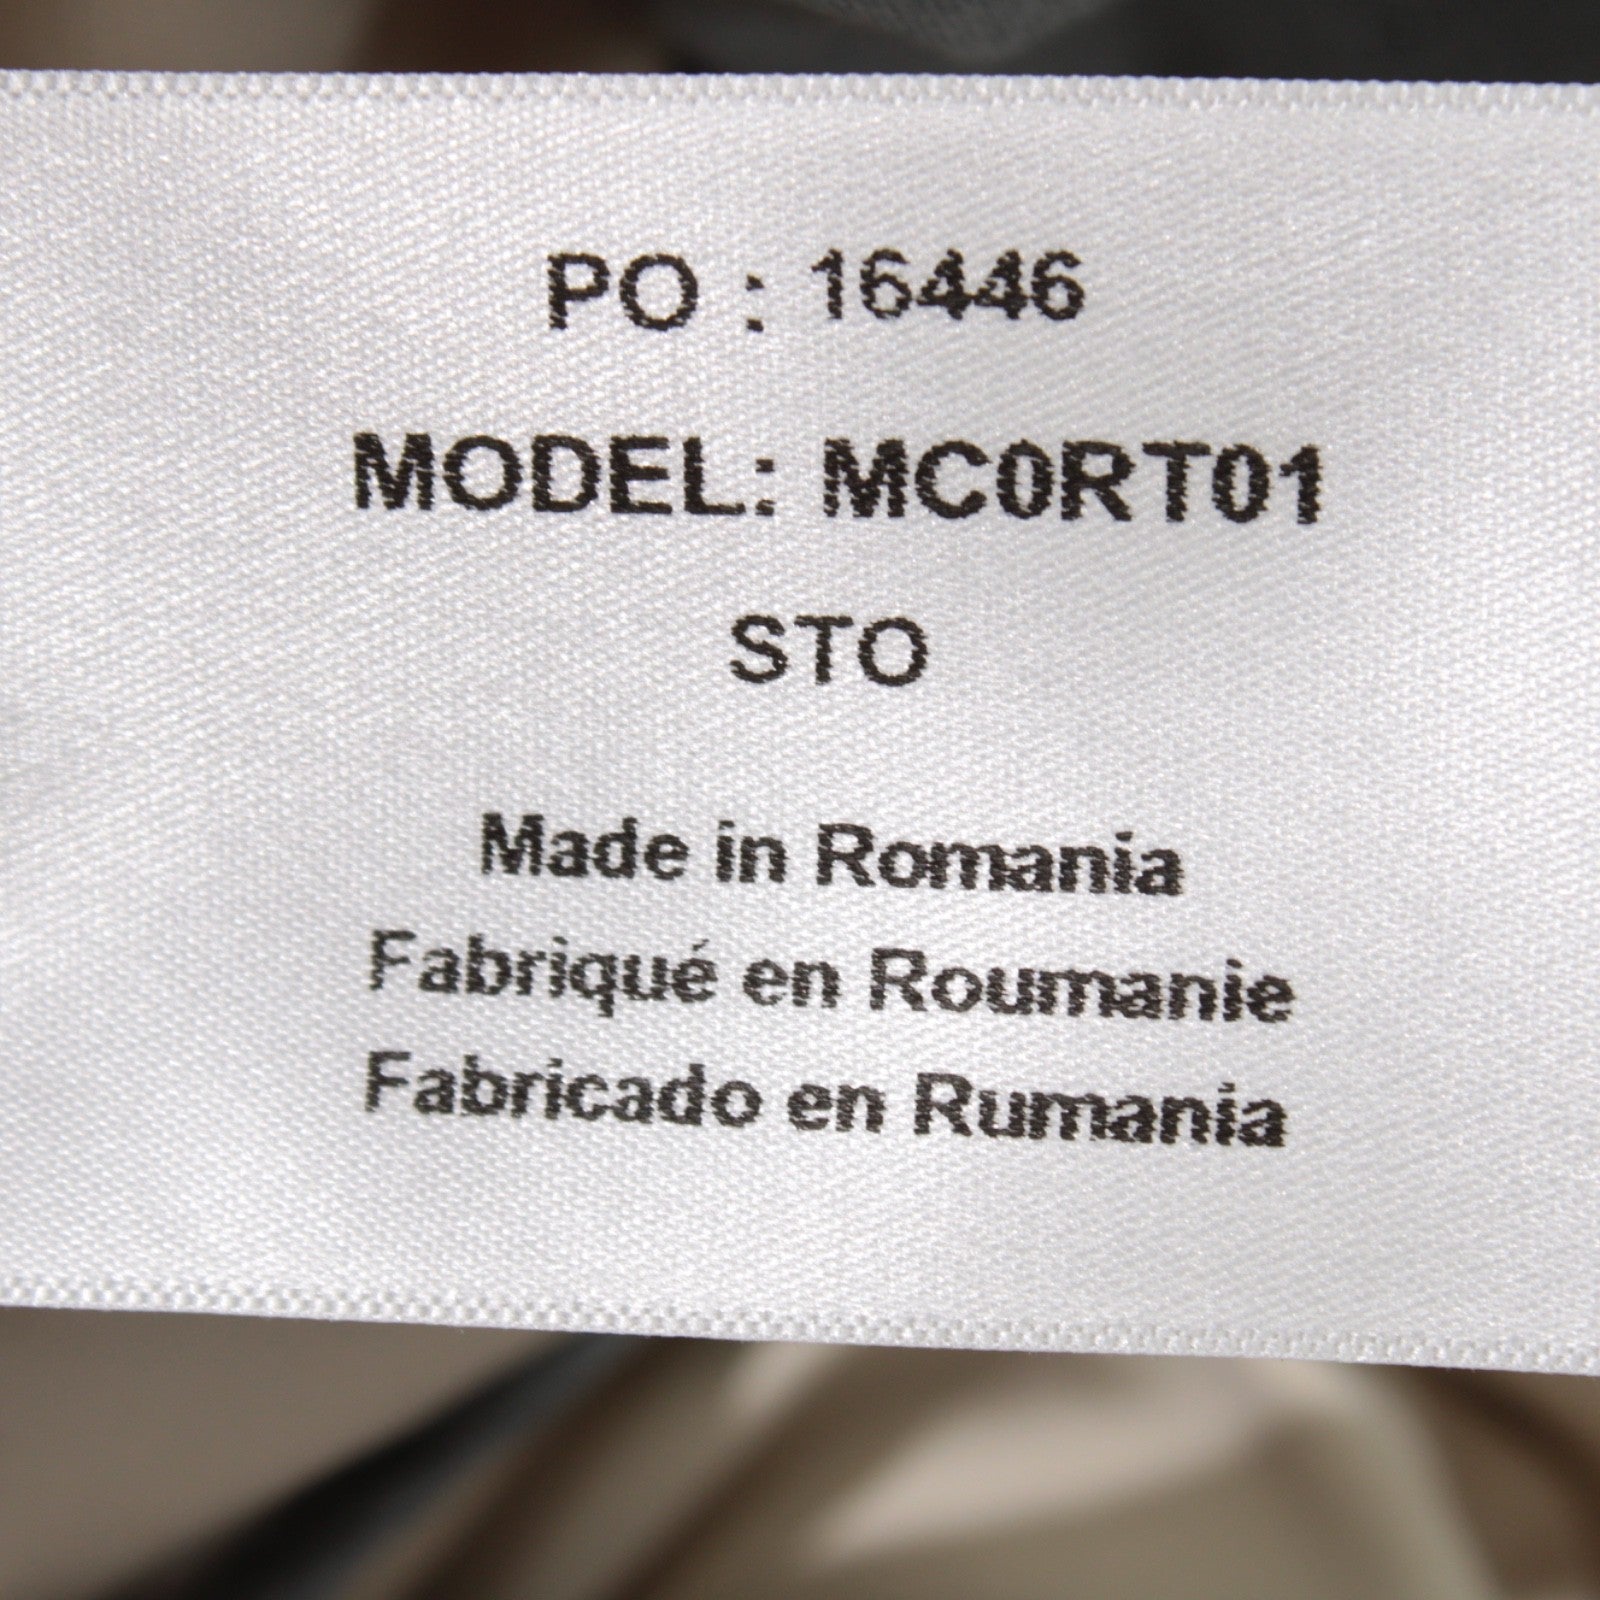 PO : 16446
MODEL: MC0RT01
STO
Made in Romania
Fabriqué en Roumanie
Fabricado en Rumania